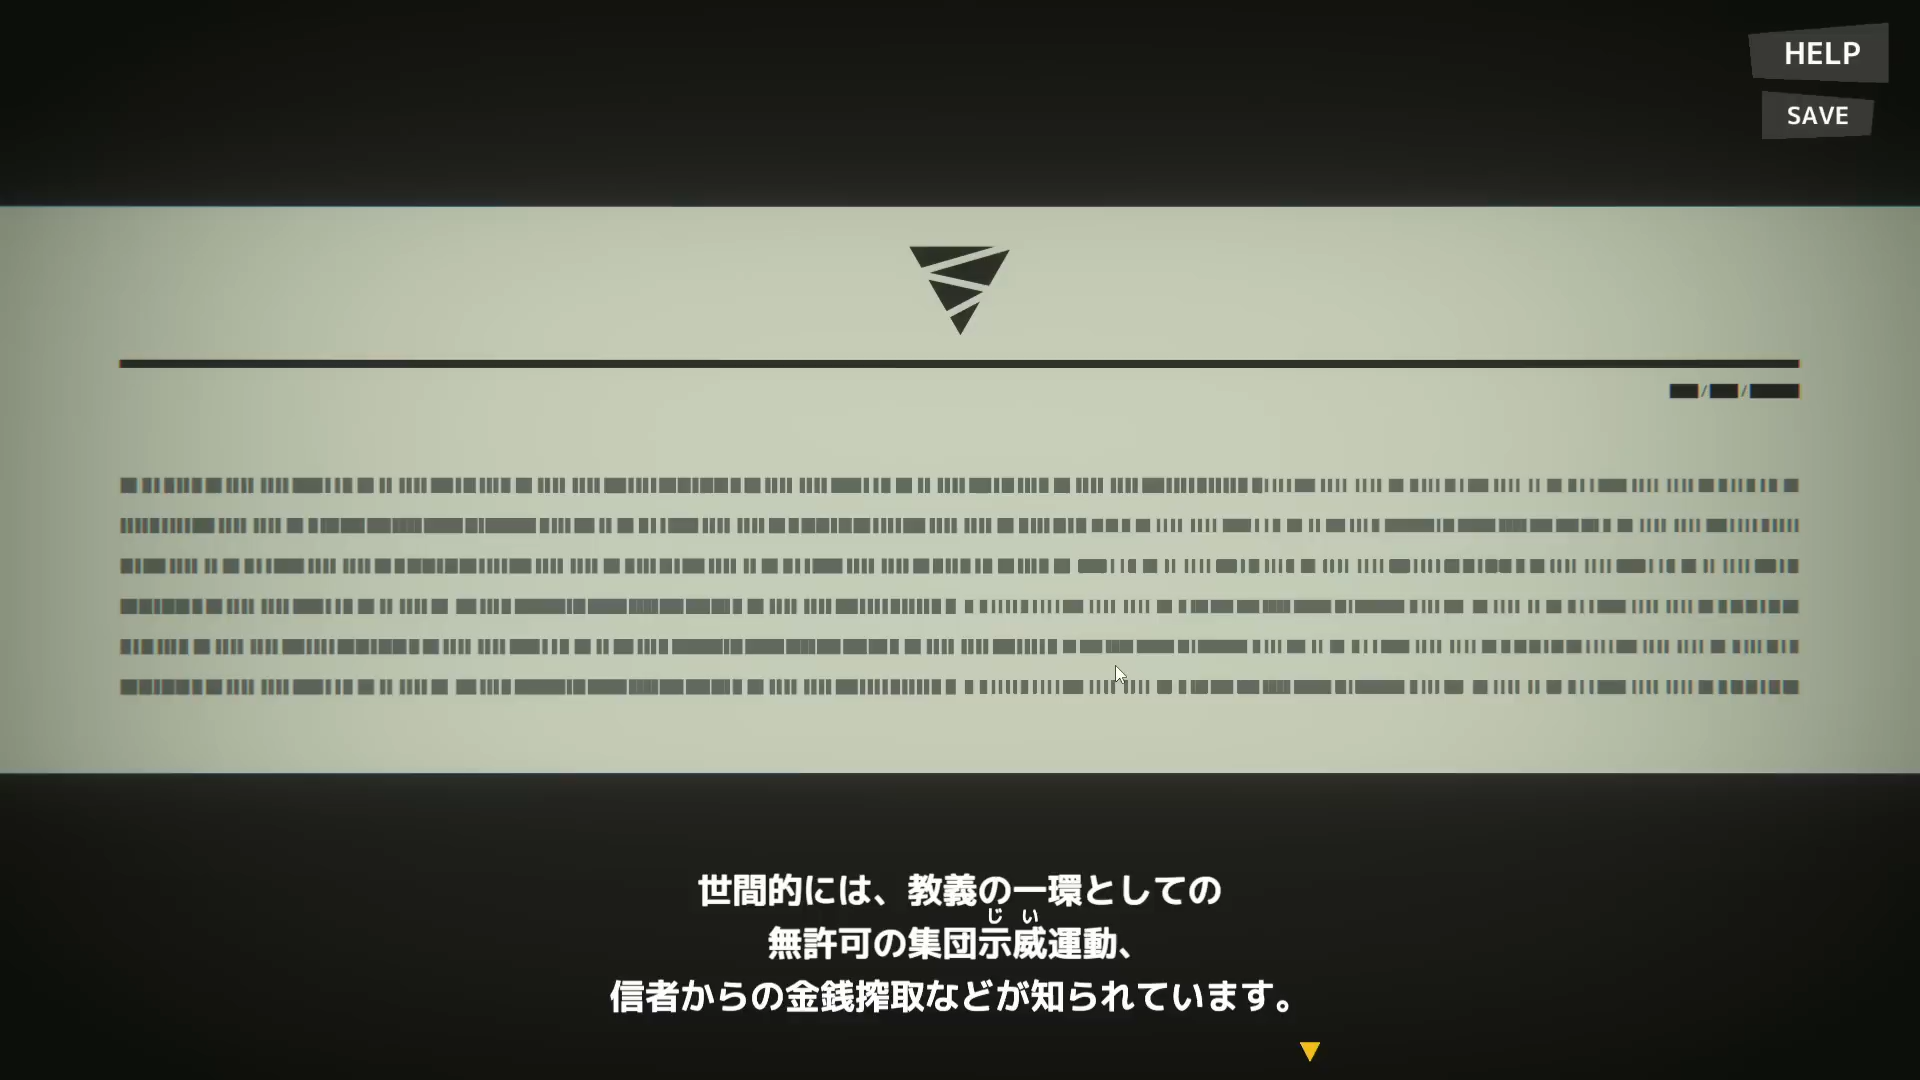 HELP
SAVE
世間的には、教義の一環としての
じい
無許可の集団示威運動、
信者からの金銭搾取などが知られています。